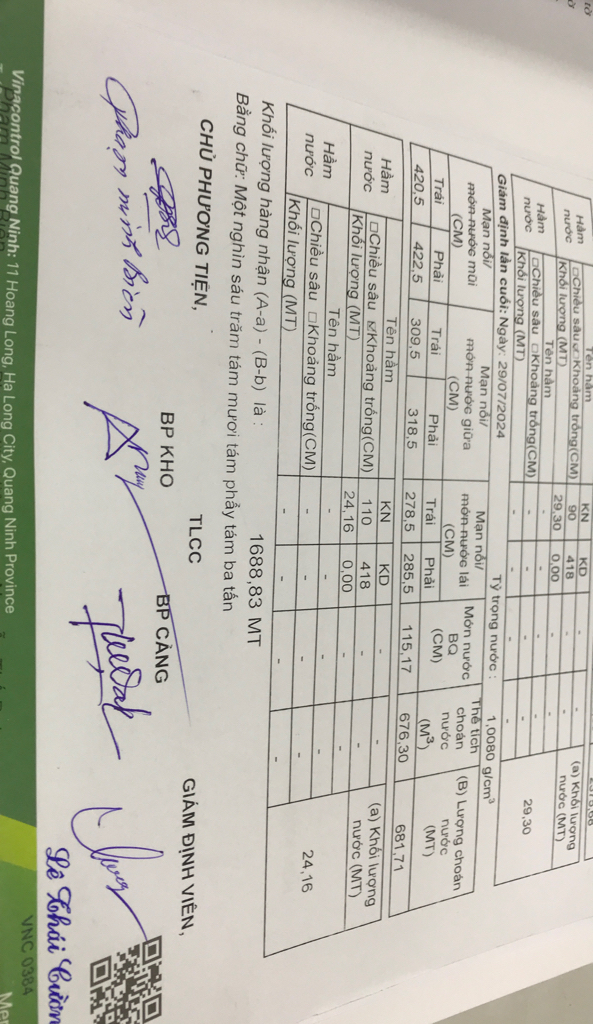 Tên hầm KN KD
Hầm nước □Chiều sâu ☑Khoảng trống(CM) 90 418 - - (a) Khối lượng nước (MT)
Khối lượng (MT) 29,30 0,00 - -
Hầm nước Tên hầm - - - - 29,30
□Chiều sâu □Khoảng trống(CM) - - - -
Khối lượng (MT) - - - -
Giám định lần cuối: Ngày: 29/07/2024 Tỷ trọng nước : 1,0080 g/cm³
Mạn nổi/ món nước mũi (CM) Mạn nổi/ món nước giữa (CM) Mạn nổi/ món nước lái (CM) Món nước BQ (CM) Thể tích choán nước (M³) (B) Lượng choán nước (MT)
Trái Phải Trái Phải Trái Phải
420,5 422,5 309,5 318,5 278,5 285,5 115,17 676,30 681,71
Tên hầm KN KD - -
Hầm nước □Chiều sâu ☑Khoảng trống(CM) 110 418 - - (a) Khối lượng nước (MT)
Khối lượng (MT) 24,16 0,00 - -
Hầm nước Tên hầm - - - - 24,16
□Chiều sâu □Khoảng trống(CM) - - - -
Khối lượng (MT) - - - -
Khối lượng hàng nhận (A-a) - (B-b) là : 1688,83 MT
Bằng chữ: Một nghìn sáu trăm tám mươi tám phẩy tám ba tấn
CHỦ PHƯƠNG TIỆN, TLCC GIÁM ĐỊNH VIÊN,
BP KHO BP CẢNG
Phạm minh Biên
Lê Thái Cường
VNC 0384
Vinacontrol Quang Ninh: 11 Hoang Long, Ha Long City, Quang Ninh Province